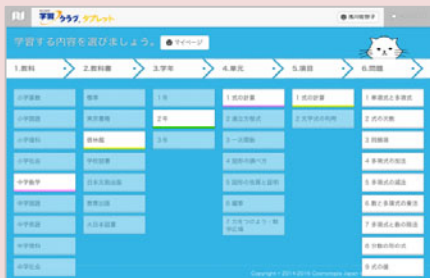 学習クラブ タブレット
学習する内容を選びましょう。
マイページ
1.教科
2.教科書
3.学年
4.単元
5.項目
6.問題
小学算数
小学国語
小学理科
小学社会
中学数学
中学国語
中学英語
中学理科
中学社会
標準
東京書籍
啓林館
学校図書
日本文教出版
教育出版
大日本図書
1年
2年
3年
1 式の計算
2 連立方程式
3 一次関数
4 図形の調べ方
5 図形の性質と証明
6 確率
1 式の計算
2 文字式の利用
1 単項式と多項式
2 式の次数
3 同類項
4 多項式の加法
5 多項式の減法
6 数と多項式の乗法
7 多項式と数の除法
8 分数の形の式
9 式の値